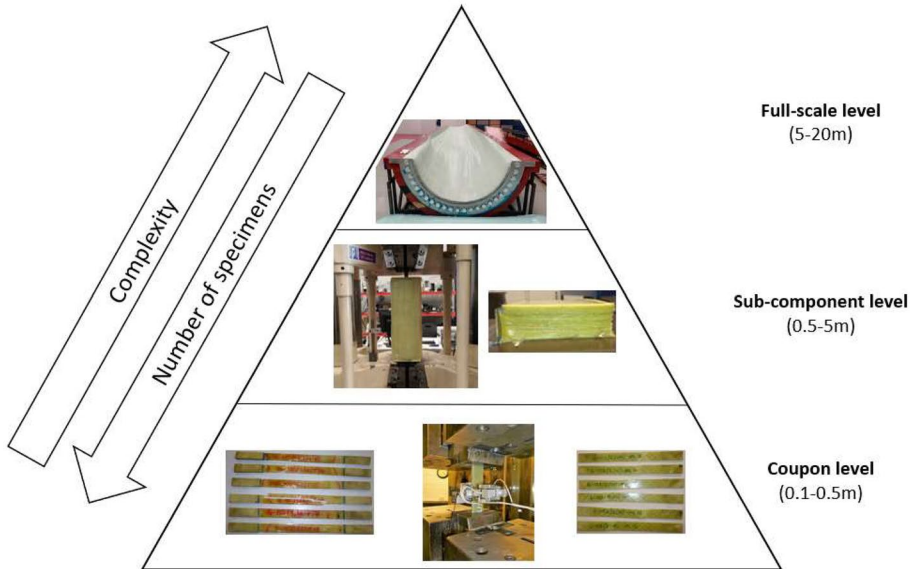 Full-scale level
(5-20m)
Complexity
Number of specimens
Sub-component level
(0.5-5m)
Coupon level
(0.1-0.5m)